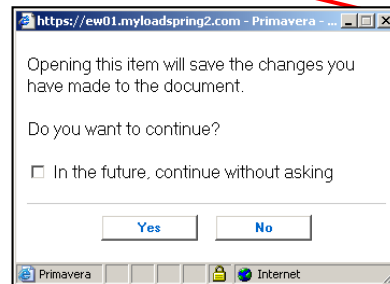 https://ew01.myloadspring2.com - Primavera - ...
Opening this item will save the changes you
have made to the document.
Do you want to continue?
In the future, continue without asking
Yes No
Primavera Internet